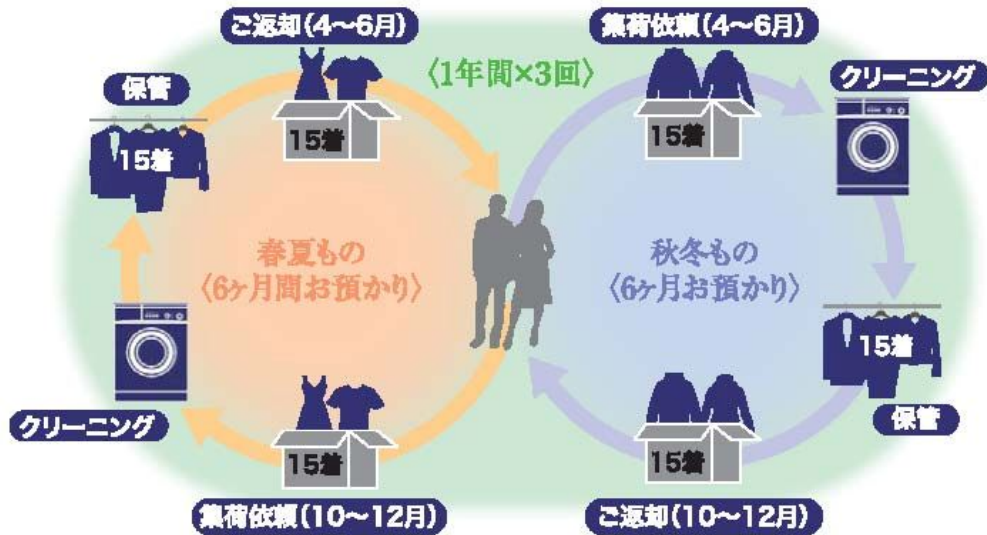 ご返却(4〜6月)
集荷依頼(4〜6月)
〈1年間×3回〉
クリーニング
保管
15着
15着
15着
春夏もの
〈6ヶ月間お預かり〉
秋冬もの
〈6ヶ月お預かり〉
15着
クリーニング
保管
15着
15着
集荷依頼(10〜12月)
ご返却(10〜12月)